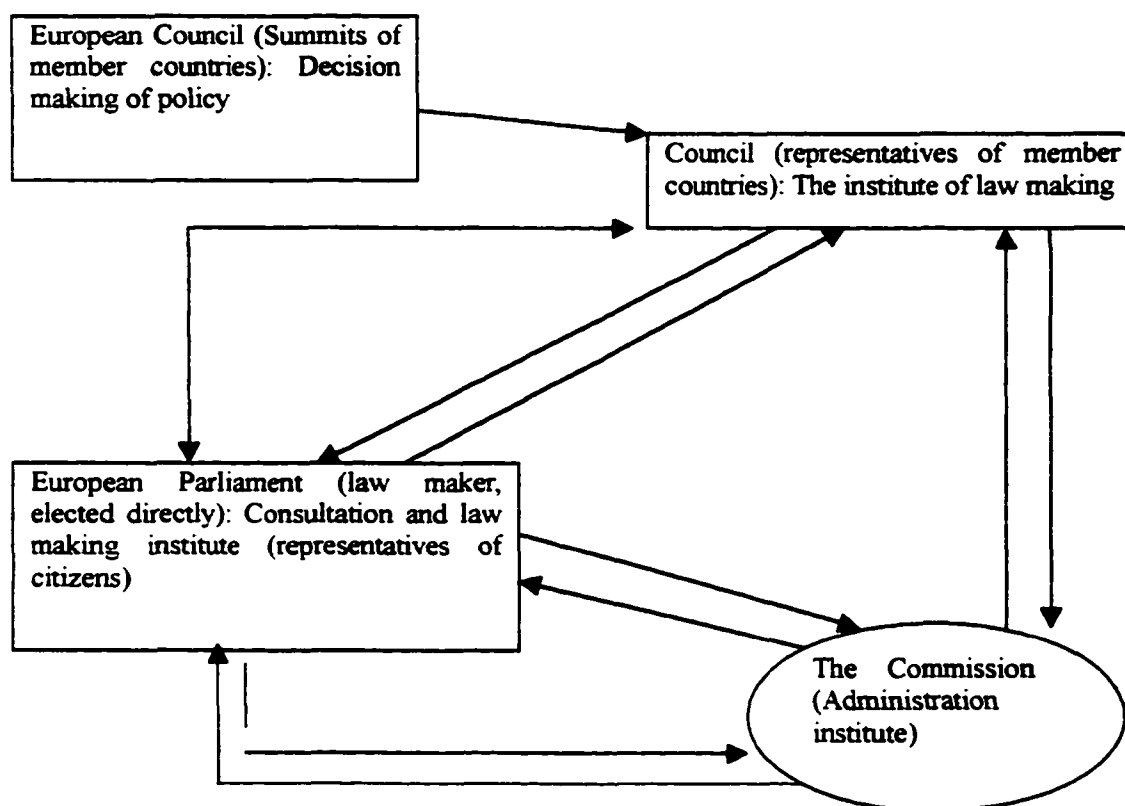 European Council (Summits of
member countries): Decision
making of policy
Council (representatives of member
countries): The institute of law making
European Parliament (law maker,
elected directly): Consultation and law
making institute (representatives of
citizens)
The Commission
(Administration
institute)